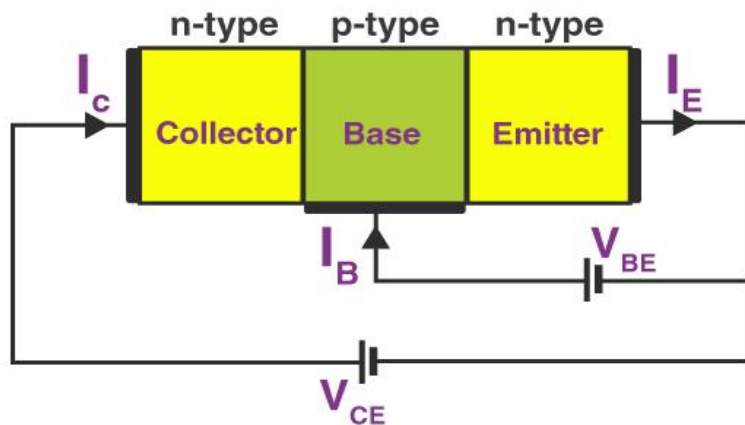 n-type p-type n-type
Ic IE
Collector Base Emitter
IB VBE
VCE